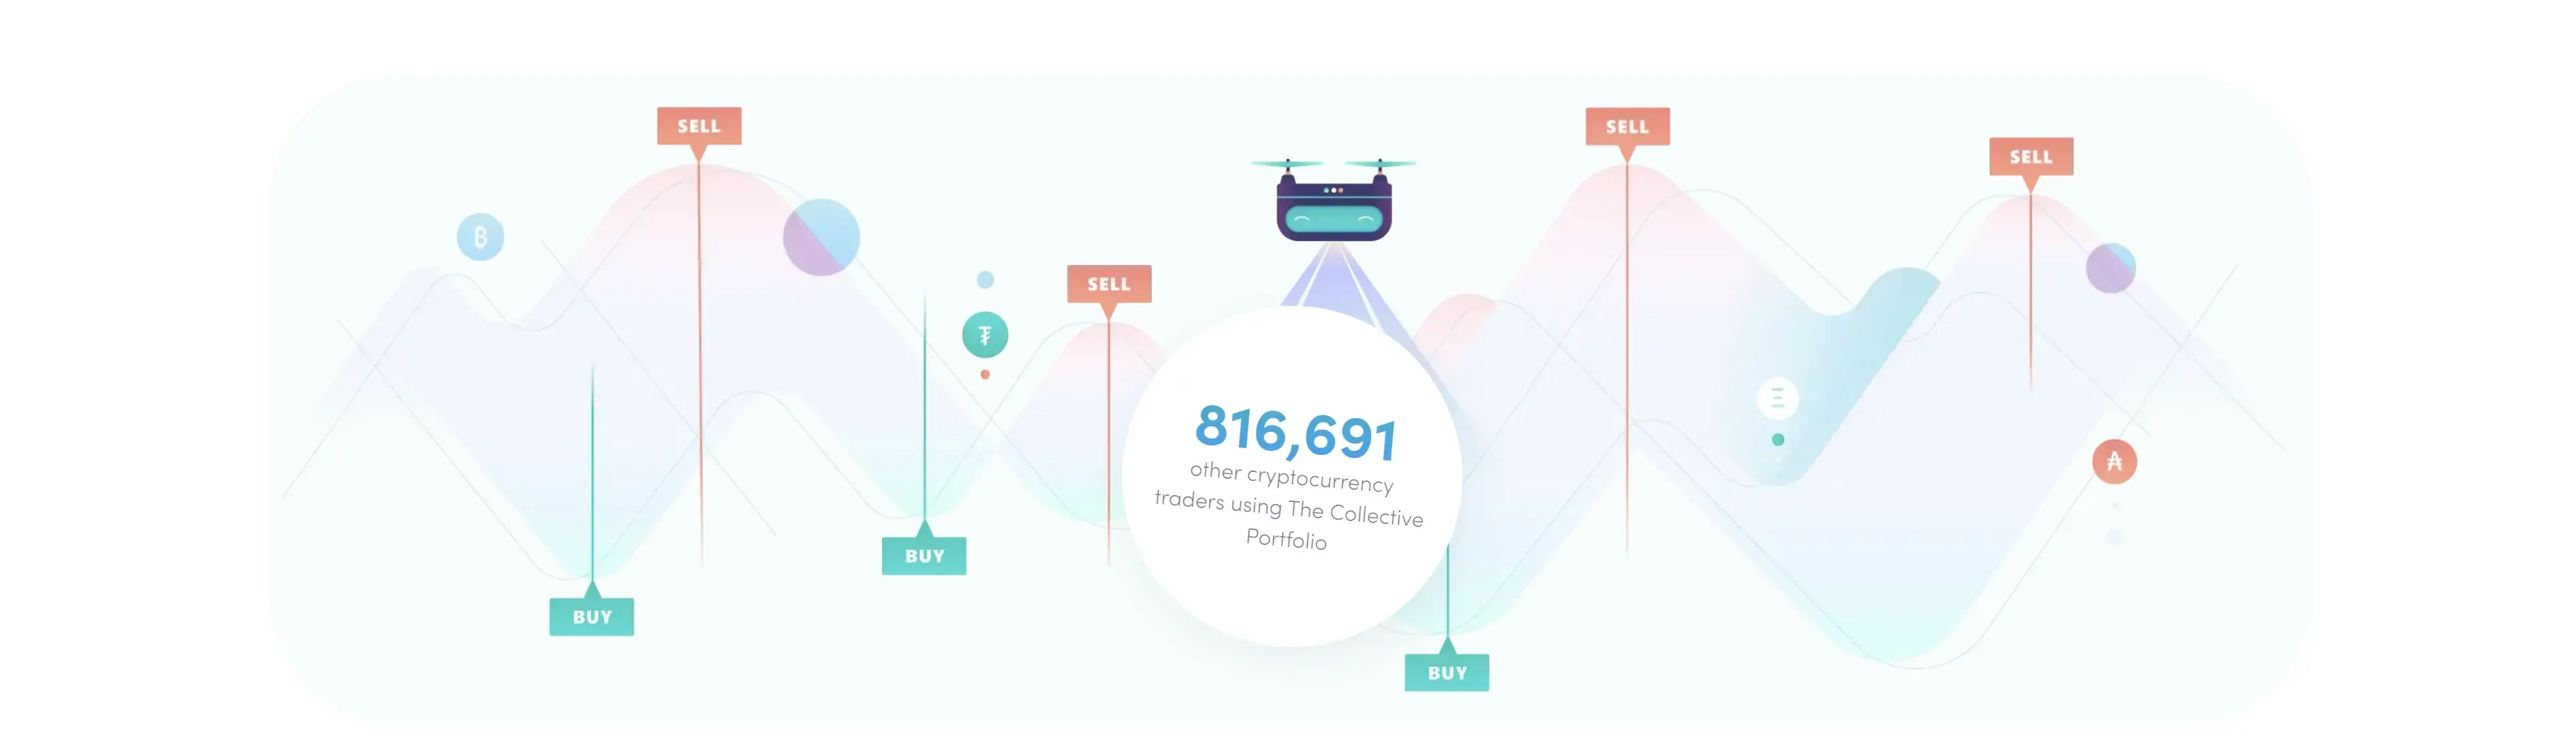 SELL
SELL
SELL
SELL
BUY
BUY
BUY
816,691
other cryptocurrency
traders using The Collective
Portfolio